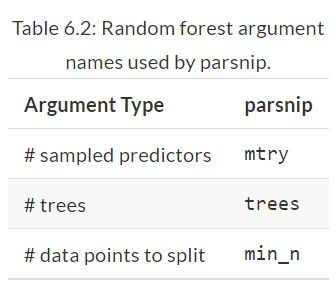 Table 6.2: Random forest argument
names used by parsnip.
Argument Type parsnip
# sampled predictors mtry
# trees trees
# data points to split min_n